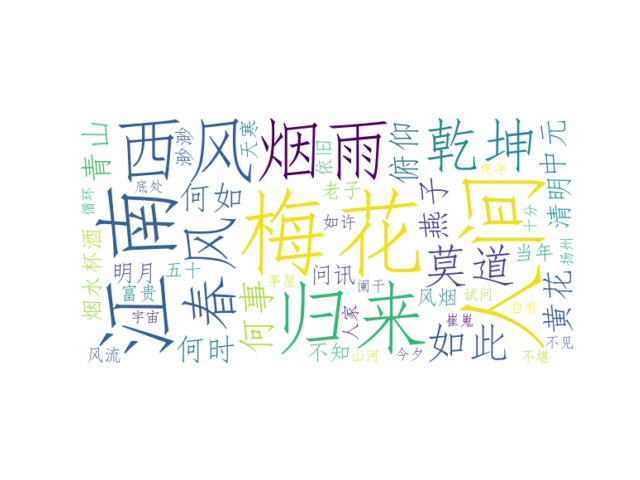 青山
西风
渺渺
天寒
烟雨
依旧
俯仰
乾坤
夜半
中元
循环
底处
江南
何如
春风
梅花
老子
如许
燕子
人间
清明
十分
烟水
杯酒
明月
五十
富贵
宇宙
茅屋
问讯
阑干
莫道
当年
扬州
风烟
试问
黄花
何事
归来
人家
崔嵬
自有
风流
何时
不知
山河
今夕
如此
不堪
不见